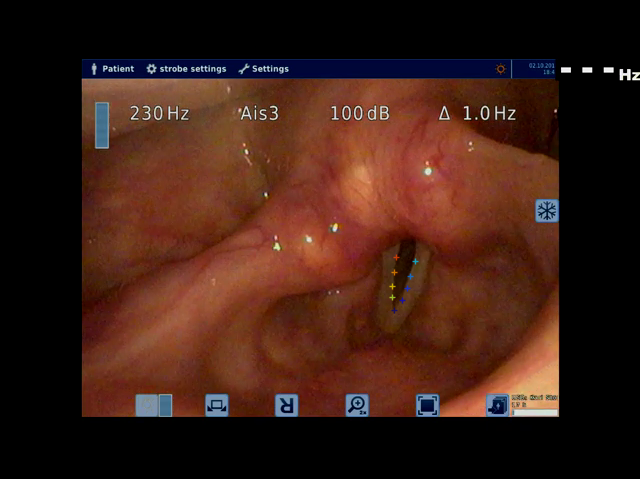 Patient strobe settings Settings
Hz
230 Hz Ais3 100 dB Δ 1.0 Hz
R